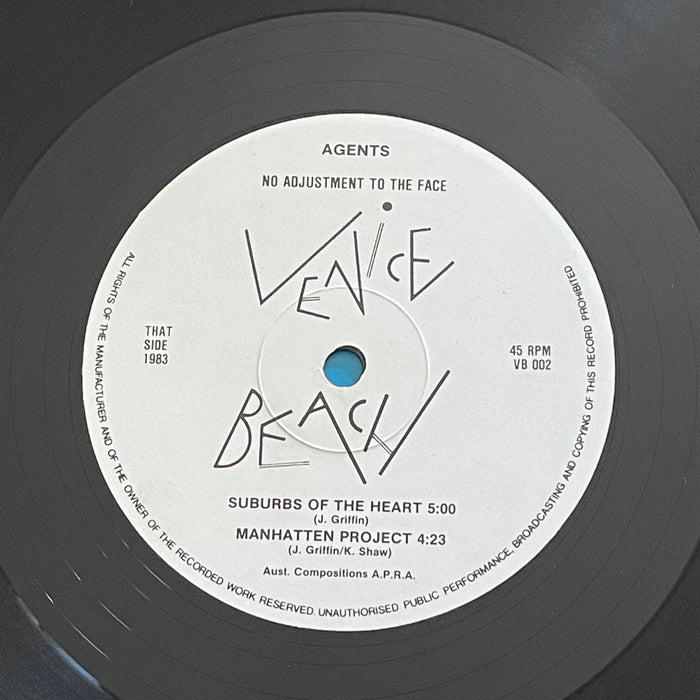 AGENTS
NO ADJUSTMENT TO THE FACE
VENICE
BEACH
THAT
SIDE
1983
45 RPM
VB 002
SUBURBS OF THE HEART 5:00
(J. Griffin)
MANHATTEN PROJECT 4:23
(J. Griffin/K. Shaw)
Aust. Compositions A.P.R.A.
ALL RIGHTS OF THE MANUFACTURER AND OF THE OWNER OF THE RECORDED WORK RESERVED. UNAUTHORISED PUBLIC PERFORMANCE, BROADCASTING AND COPYING OF THIS RECORD PROHIBITED